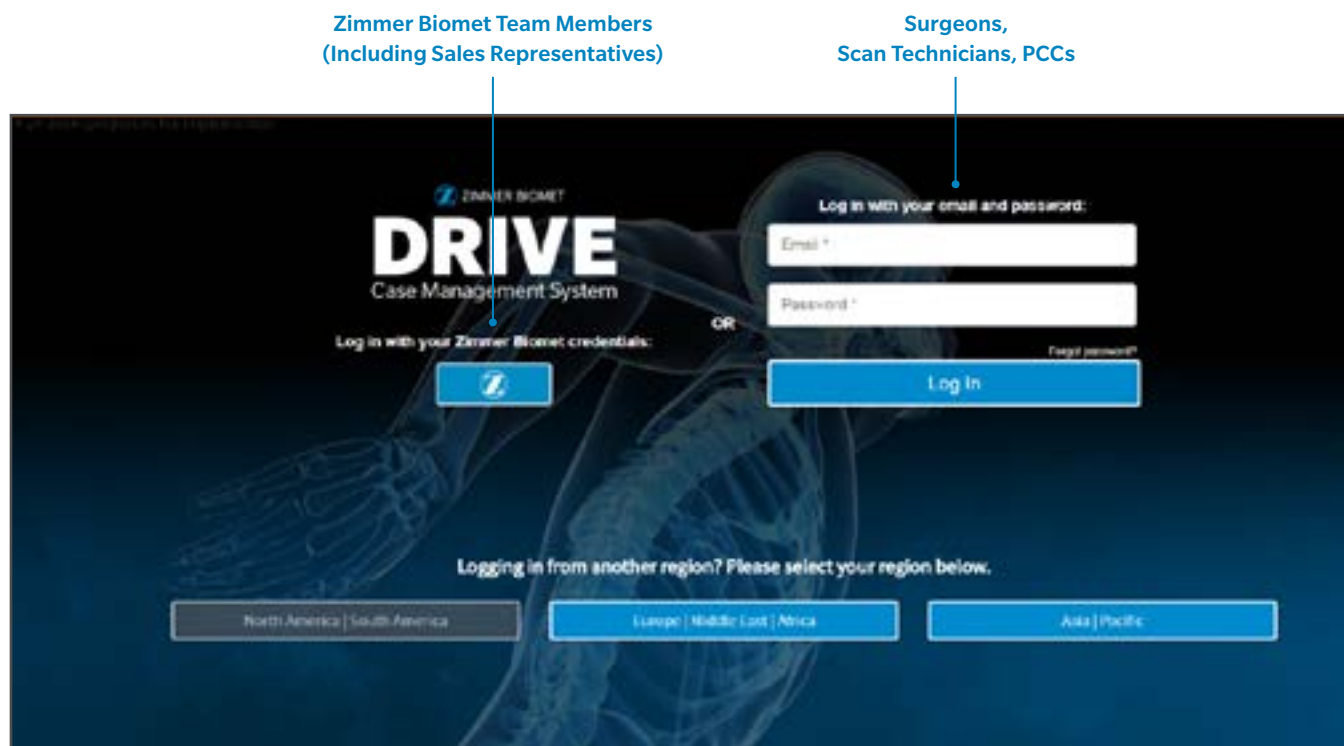 Zimmer Biomet Team Members
(Including Sales Representatives)
Surgeons,
Scan Technicians, PCCs
ZIMMER BIOMET
DRIVE
Case Management System
Log in with your Zimmer Biomet credentials:
OR
Log in with your email and password:
Email *
Password *
Forgot password?
Log In
Logging in from another region? Please select your region below.
North America | South America
Europe | Middle East | Africa
Asia | Pacific